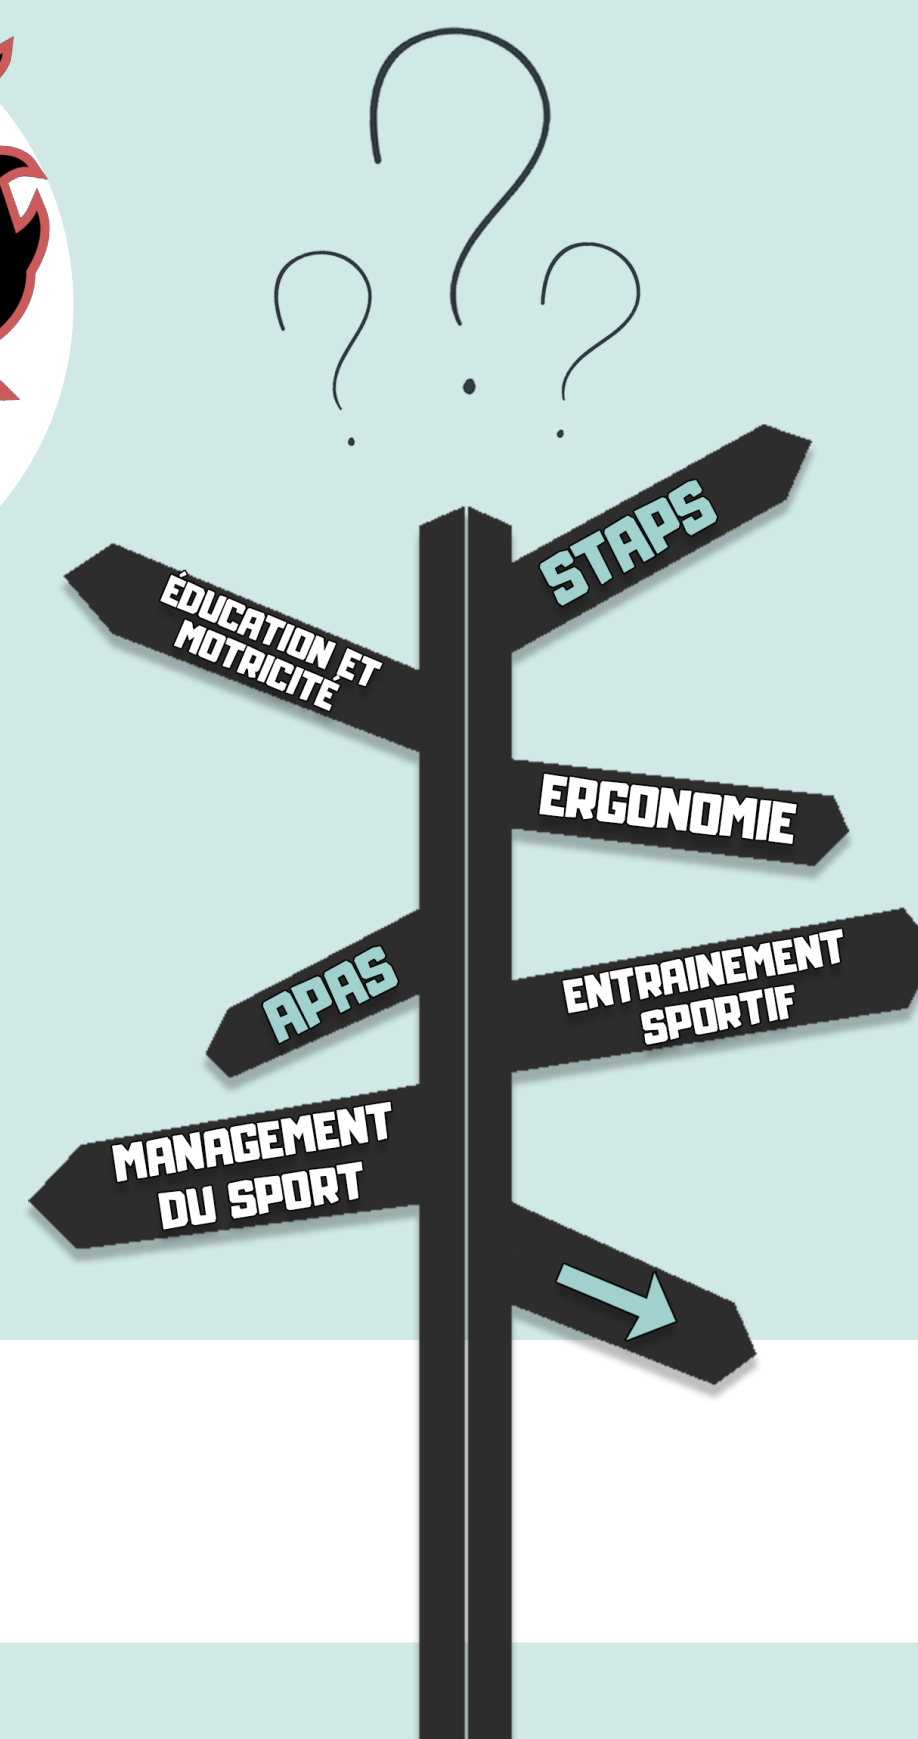 STAPS
ÉDUCATION ET
MOTRICITÉ
ERGONOMIE
ENTRAINEMENT
SPORTIF
APAS
MANAGEMENT
DU SPORT